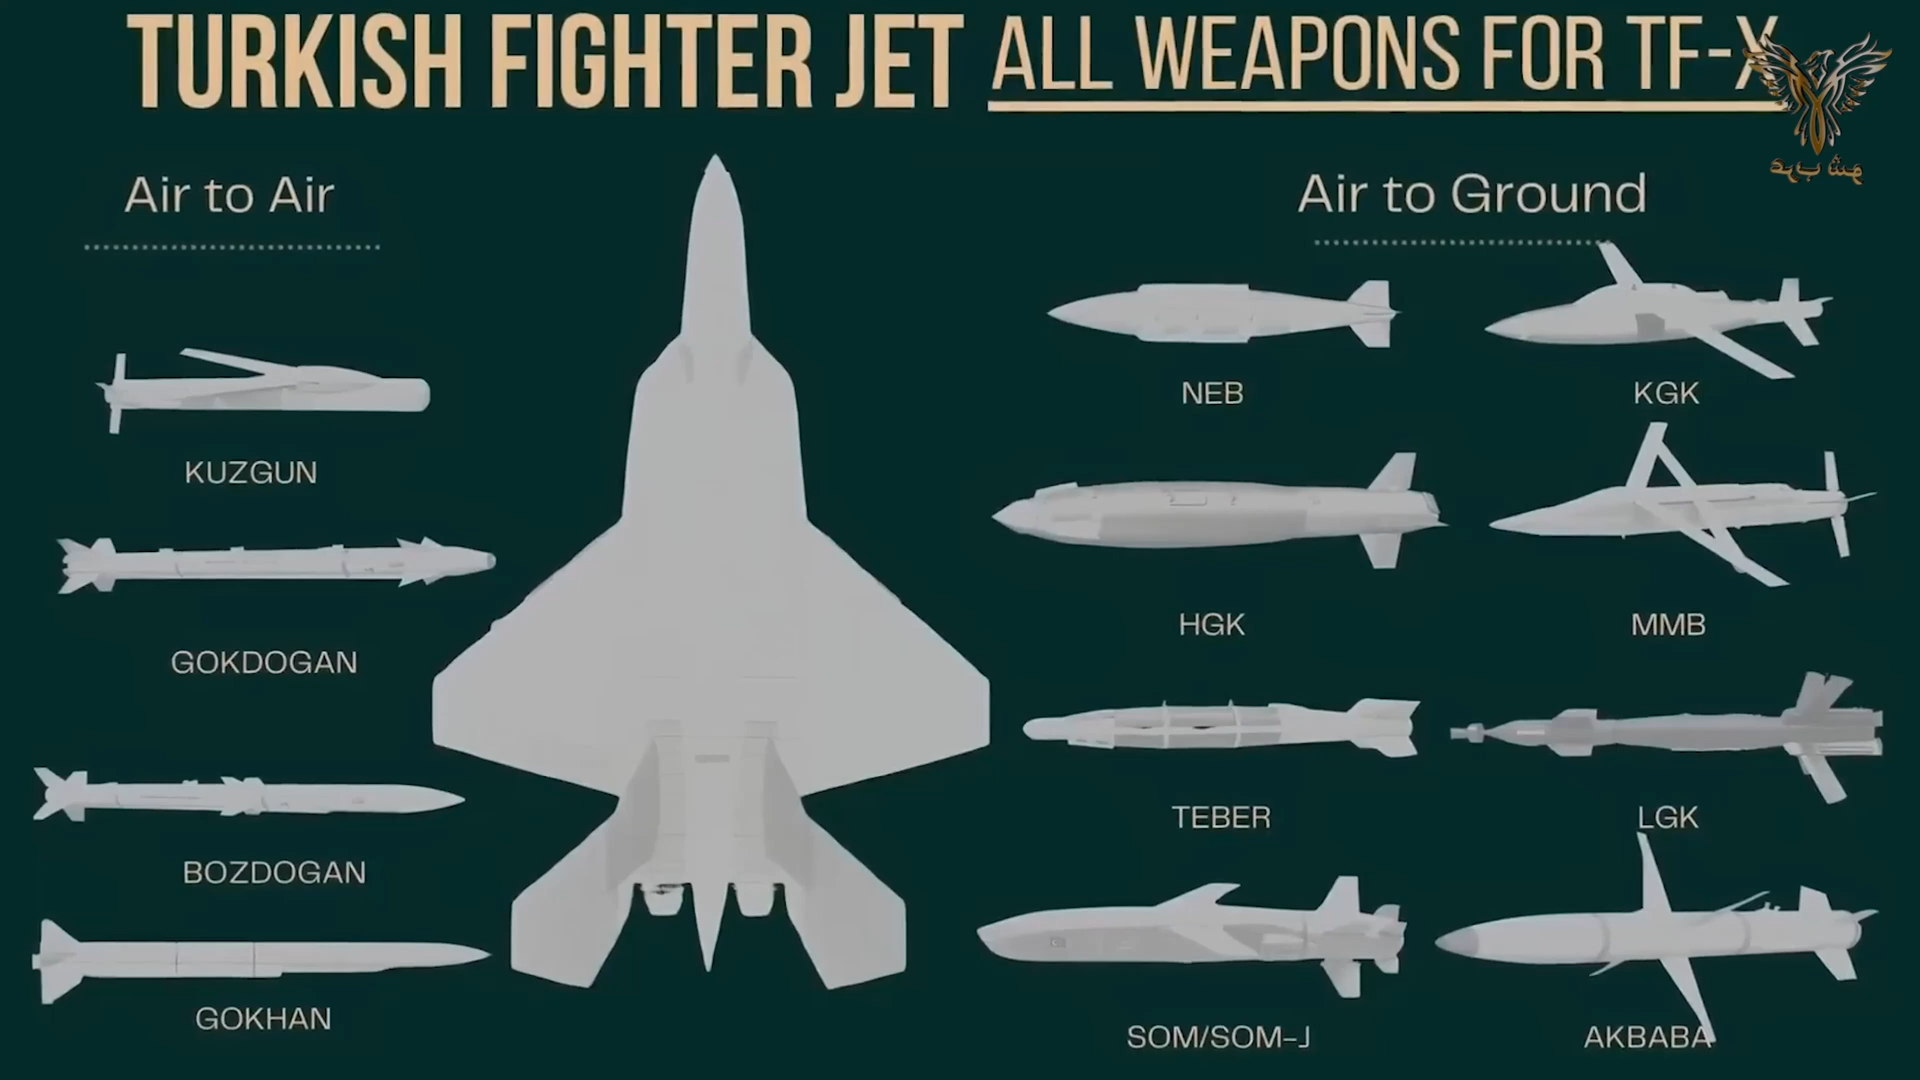 TURKISH FIGHTER JET ALL WEAPONS FOR TF-X
Air to Air
KUZGUN
GOKDOGAN
BOZDOGAN
GOKHAN
Air to Ground
NEB
KGK
HGK
MMB
TEBER
LGK
SOM/SOM-J
AKBABA